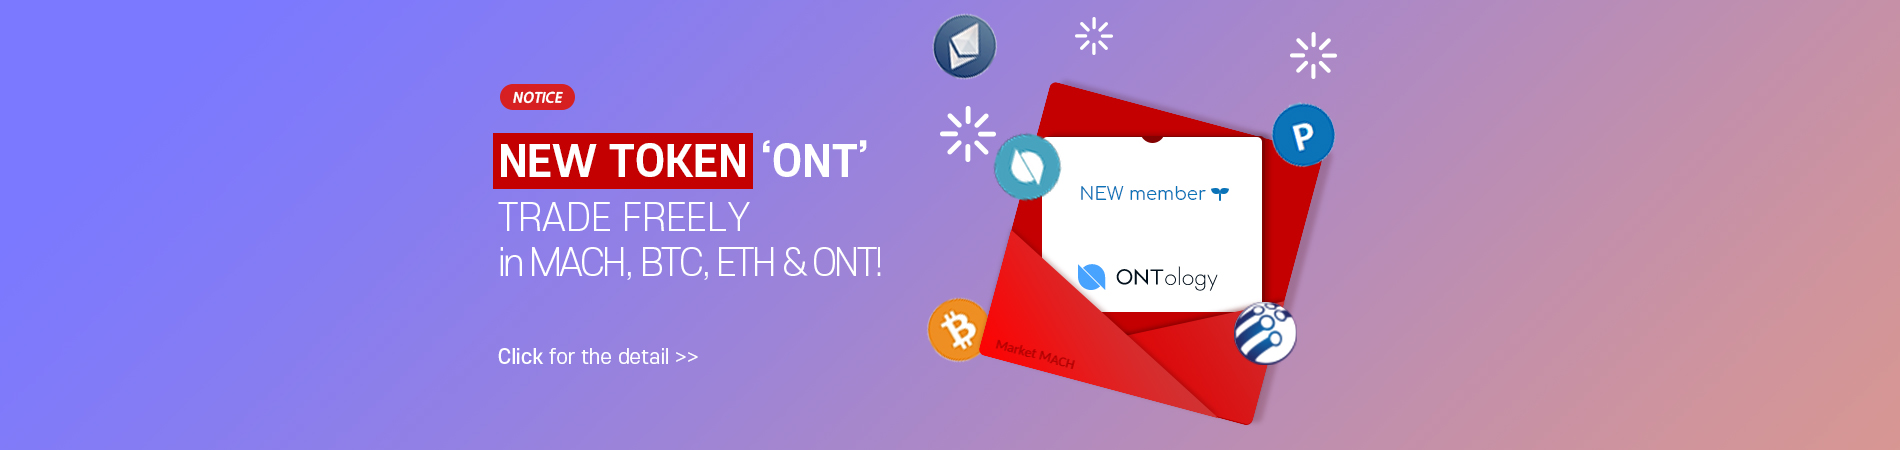 NOTICE
NEW TOKEN ‘ONT’
TRADE FREELY
in MACH, BTC, ETH & ONT!
Click for the detail >>
NEW member
ONTology
Market MACH
P